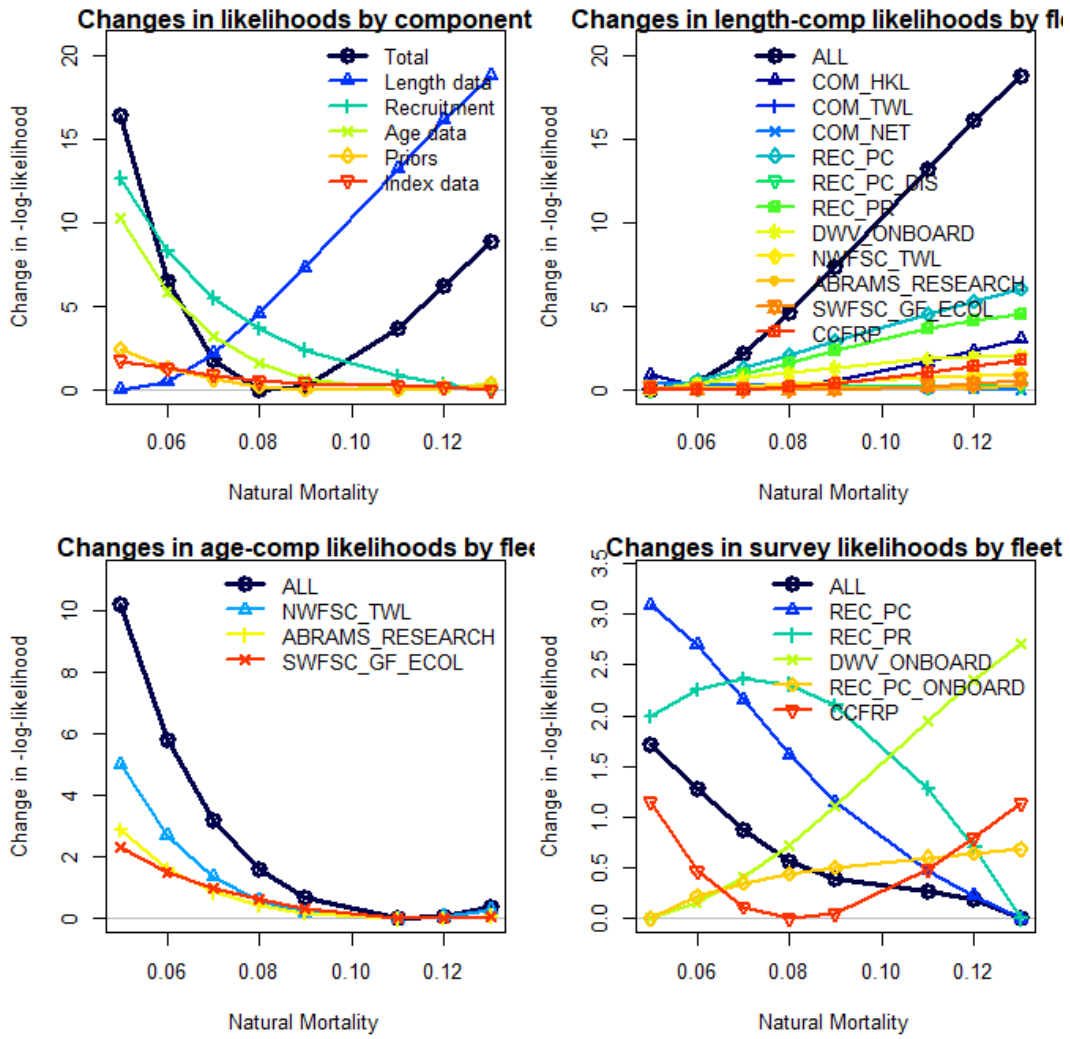 Changes in likelihoods by component
Change in -log-likelihood
20
15
10
5
0
Total
Length data
Recruitment
Age data
Priors
Index data
0.06 0.08 0.10 0.12
Natural Mortality
Changes in length-comp likelihoods by fle
Change in -log-likelihood
20
15
10
5
0
ALL
COM_HKL
COM_TWL
COM_NET
REC_PC
REC_PC_DIS
REC_PR
DWV_ONBOARD
NWFSC_TWL
ABRAMS_RESEARCH
SWFSC_GF_ECOL
CCFRP
0.06 0.08 0.10 0.12
Natural Mortality
Changes in age-comp likelihoods by flee
Change in -log-likelihood
10
8
6
4
2
0
ALL
NWFSC_TWL
ABRAMS_RESEARCH
SWFSC_GF_ECOL
0.06 0.08 0.10 0.12
Natural Mortality
Changes in survey likelihoods by fleet
Change in -log-likelihood
3.5
3.0
2.5
2.0
1.5
1.0
0.5
0.0
ALL
REC_PC
REC_PR
DWV_ONBOARD
REC_PC_ONBOARD
CCFRP
0.06 0.08 0.10 0.12
Natural Mortality